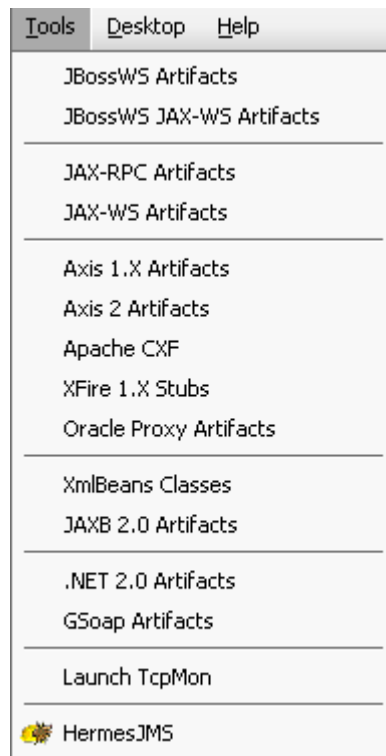 Tools Desktop Help
JBossWS Artifacts
JBossWS JAX-WS Artifacts
JAX-RPC Artifacts
JAX-WS Artifacts
Axis 1.X Artifacts
Axis 2 Artifacts
Apache CXF
XFire 1.X Stubs
Oracle Proxy Artifacts
XmlBeans Classes
JAXB 2.0 Artifacts
.NET 2.0 Artifacts
GSoap Artifacts
Launch TcpMon
HermesJMS